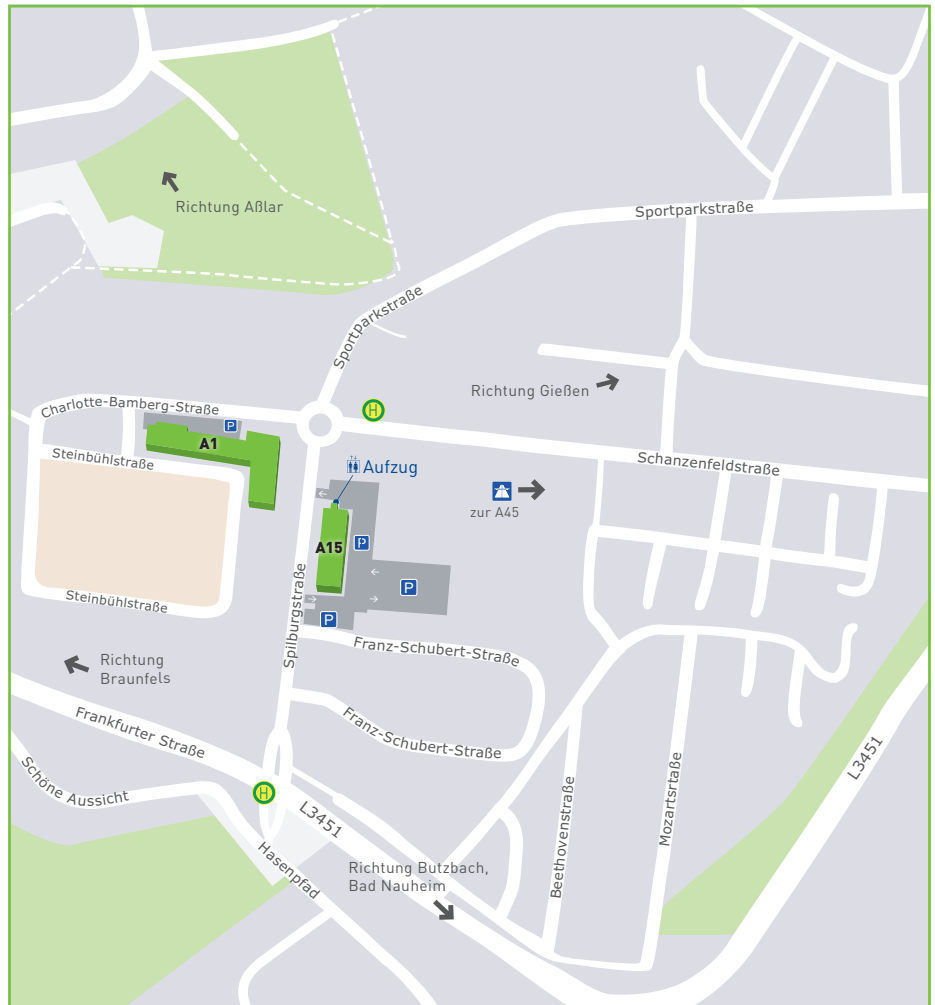 Richtung Aßlar
Sportparkstraße
Sportparkstraße
Richtung Gießen
Charlotte-Bamberg-Straße
H
P
A1
Steinbühlstraße
Aufzug
Schanzenfeldstraße
zur A45
A15
P
P
P
Steinbühlstraße
Spilburgstraße
Franz-Schubert-Straße
Richtung
Braunfels
Franz-Schubert-Straße
Frankfurter Straße
Schöne Aussicht
H
L3451
L3451
Hasenpfad
Beethovenstraße
Mozartsrtaße
Richtung Butzbach,
Bad Nauheim